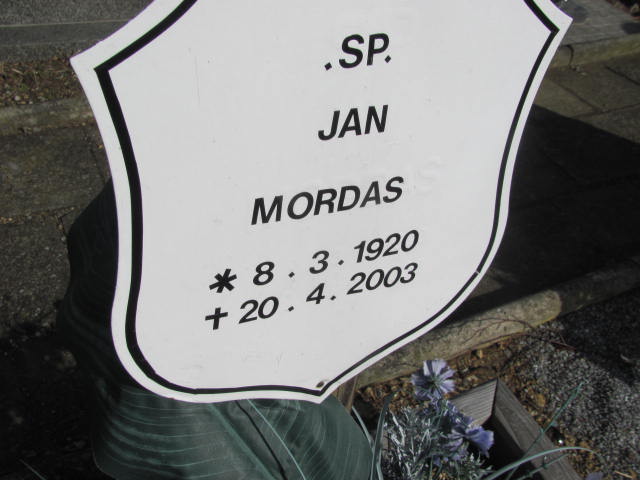 .SP.
JAN
MORDAS
* 8 . 3 . 1920
+ 20 . 4 . 2003